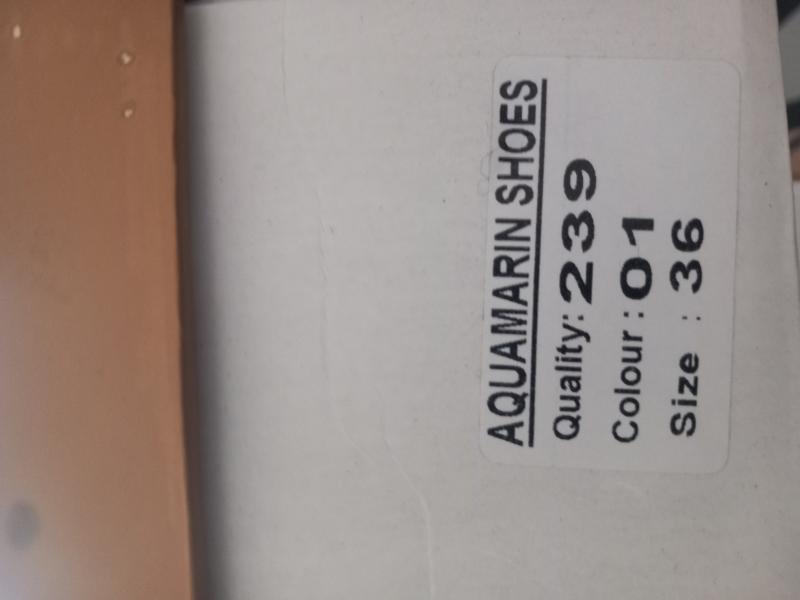 AQUAMARIN SHOES
Quality: 239
Colour : 01
Size : 36